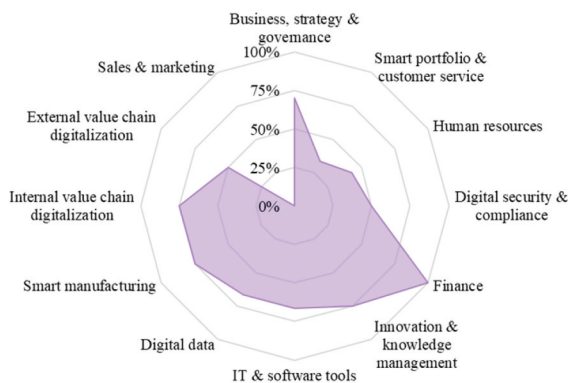 Business, strategy &
governance
100%
75%
50%
25%
0%
Smart portfolio &
customer service
Human resources
Digital security &
compliance
Finance
Innovation &
knowledge
management
IT & software tools
Digital data
Smart manufacturing
Internal value chain
digitalization
External value chain
digitalization
Sales & marketing